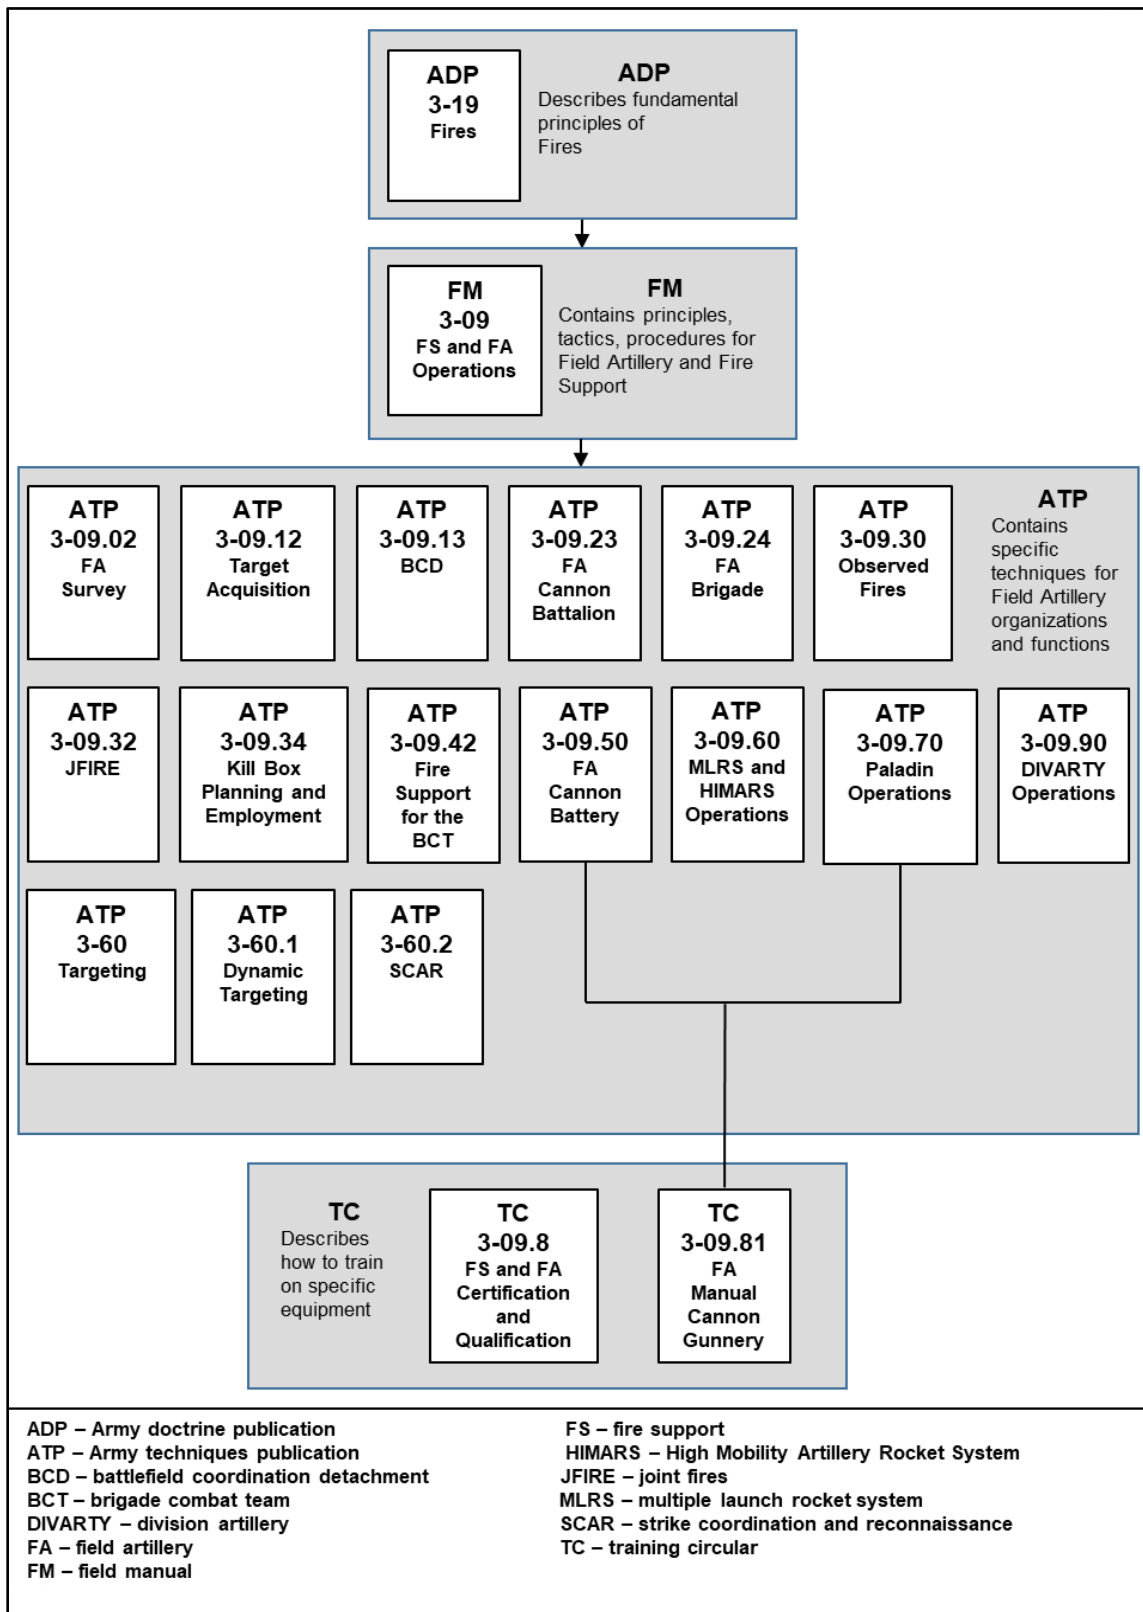 ADP
3-19
Fires
ADP
Describes fundamental
principles of
Fires
FM
3-09
FS and FA
Operations
FM
Contains principles,
tactics, procedures for
Field Artillery and Fire
Support
ATP
3-09.02
FA
Survey
ATP
3-09.12
Target
Acquisition
ATP
3-09.13
BCD
ATP
3-09.23
FA
Cannon
Battalion
ATP
3-09.24
FA
Brigade
ATP
3-09.30
Observed
Fires
ATP
Contains
specific
techniques for
Field Artillery
organizations
and functions
ATP
3-09.32
JFIRE
ATP
3-09.34
Kill Box
Planning and
Employment
ATP
3-09.42
Fire
Support
for the
BCT
ATP
3-09.50
FA
Cannon
Battery
ATP
3-09.60
MLRS and
HIMARS
Operations
ATP
3-09.70
Paladin
Operations
ATP
3-09.90
DIVARTY
Operations
ATP
3-60
Targeting
ATP
3-60.1
Dynamic
Targeting
ATP
3-60.2
SCAR
TC
Describes
how to train
on specific
equipment
TC
3-09.8
FS and FA
Certification
and
Qualification
TC
3-09.81
FA
Manual
Cannon
Gunnery
ADP – Army doctrine publication
ATP – Army techniques publication
BCD – battlefield coordination detachment
BCT – brigade combat team
DIVARTY – division artillery
FA – field artillery
FM – field manual
FS – fire support
HIMARS – High Mobility Artillery Rocket System
JFIRE – joint fires
MLRS – multiple launch rocket system
SCAR – strike coordination and reconnaissance
TC – training circular